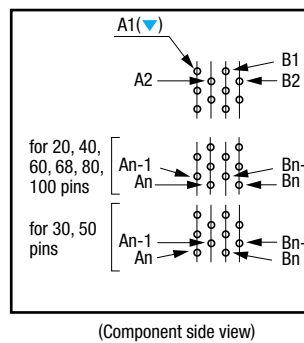 A1(▼)
B1
A2
B2
for 20, 40,
60, 68, 80,
100 pins
An-1
An
Bn-
Bn
for 30, 50
pins
An-1
An
Bn-
Bn
(Component side view)